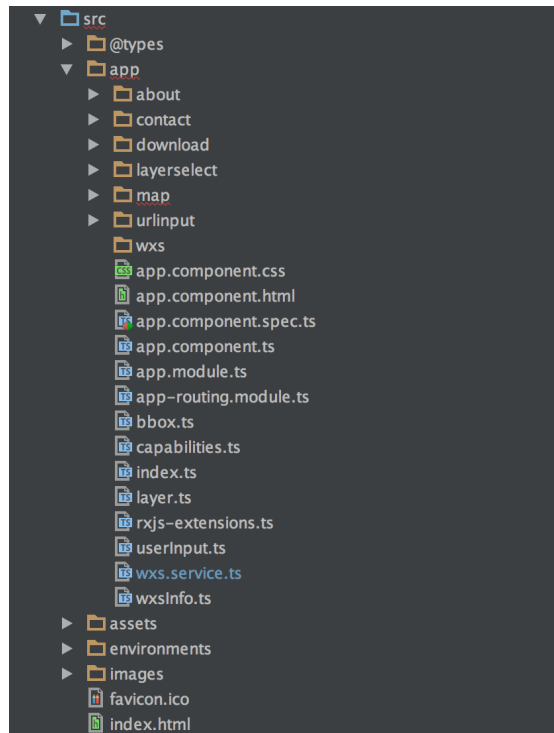 src
@types
app
about
contact
download
layerselect
map
urlinput
wxs
app.component.css
app.component.html
app.component.spec.ts
app.component.ts
app.module.ts
app-routing.module.ts
bbox.ts
capabilities.ts
index.ts
layer.ts
rxjs-extensions.ts
userInput.ts
wxs.service.ts
wxsInfo.ts
assets
environments
images
favicon.ico
index.html